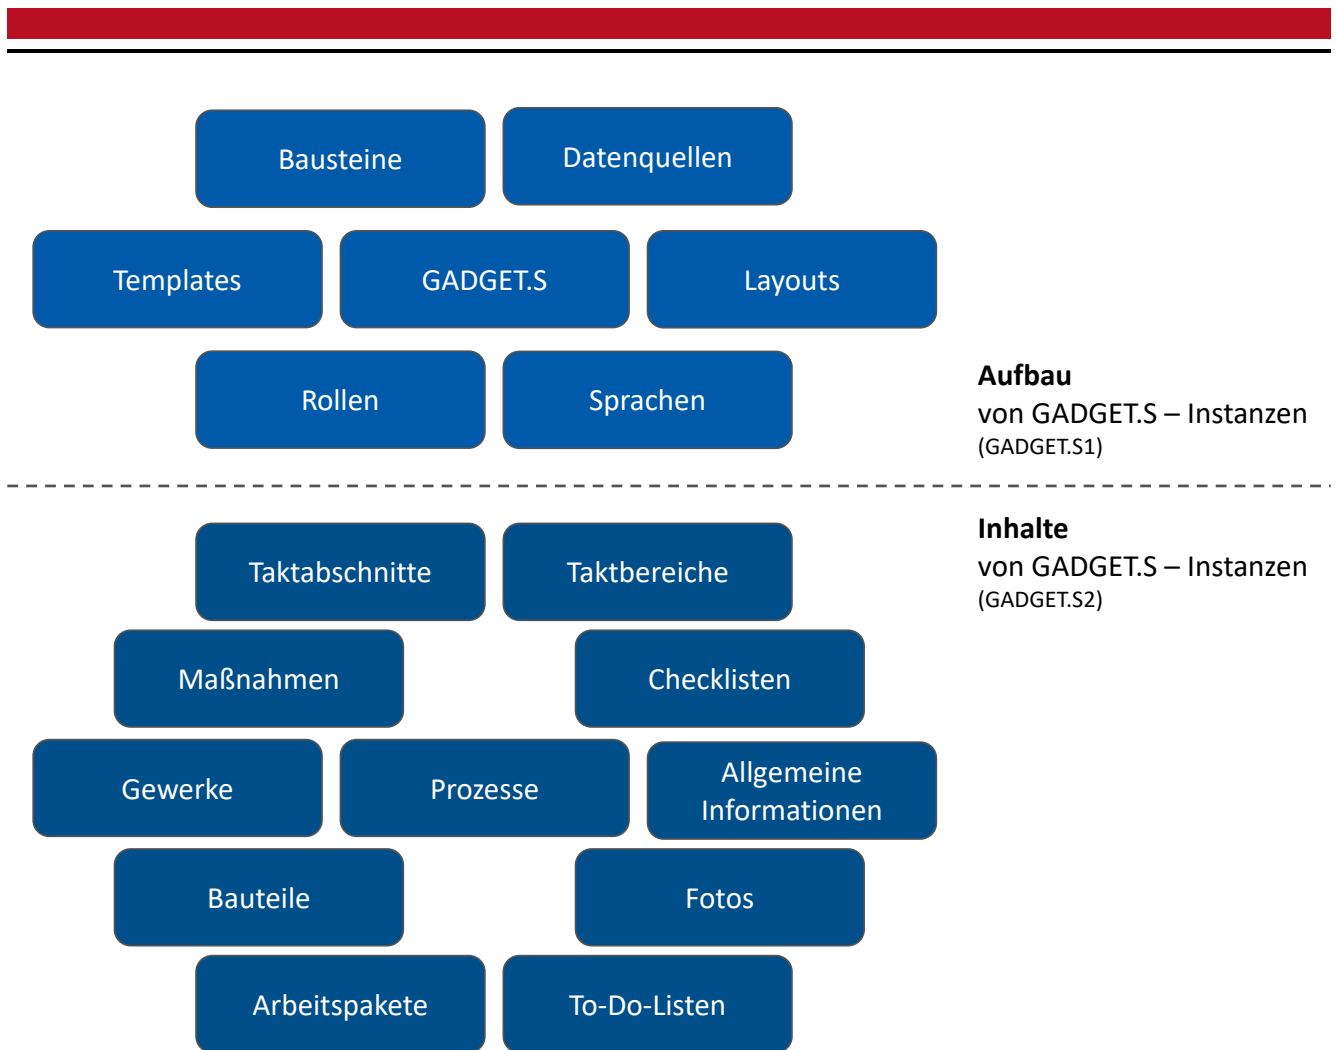 Bausteine
Datenquellen
Templates
GADGET.S
Layouts
Rollen
Sprachen
Aufbau
von GADGET.S – Instanzen
(GADGET.S1)
Inhalte
von GADGET.S – Instanzen
(GADGET.S2)
Taktabschnitte
Taktbereiche
Maßnahmen
Checklisten
Gewerke
Prozesse
Allgemeine
Informationen
Bauteile
Fotos
Arbeitspakete
To-Do-Listen